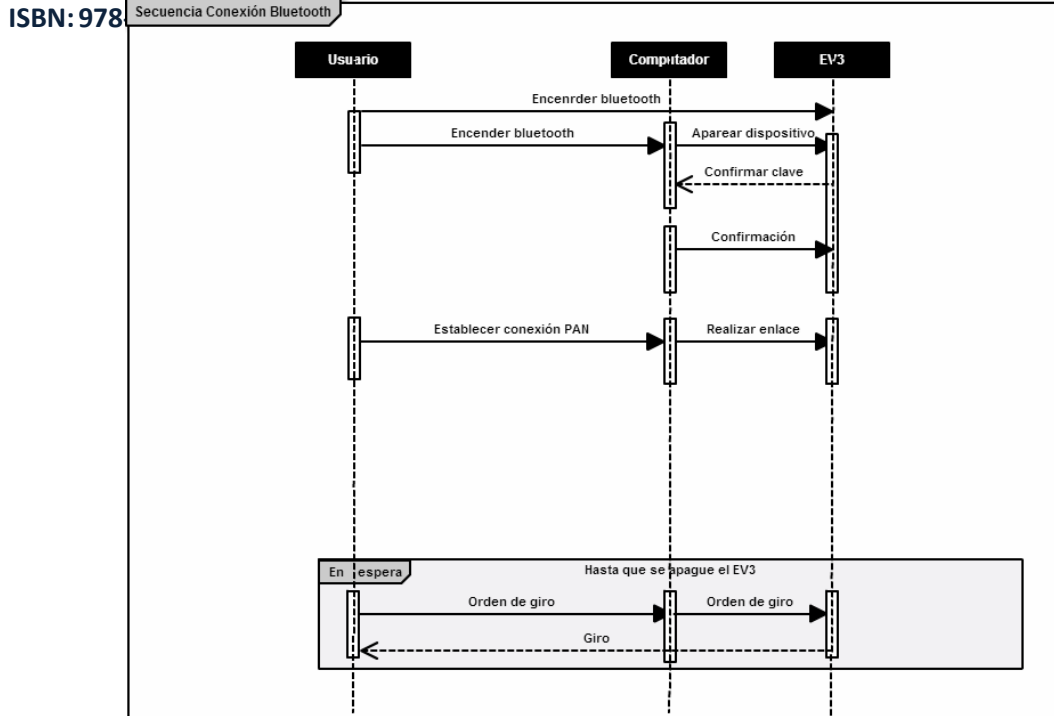 Secuencia Conexión Bluetooth
ISBN: 978
Usuario
Computador
EV3
Encenrder bluetooth
Encender bluetooth
Aparear dispositivo
Confirmar clave
Confirmación
Establecer conexión PAN
Realizar enlace
En espera
Hasta que se apague el EV3
Orden de giro
Orden de giro
Giro